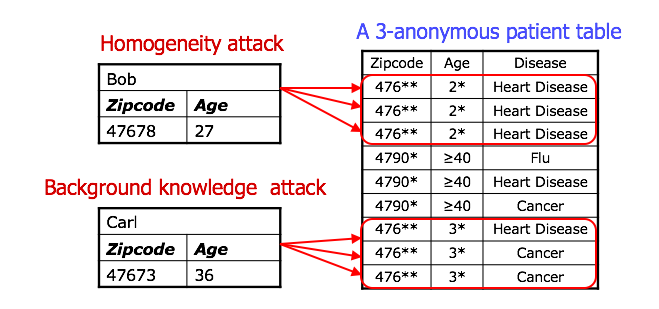 Homogeneity attack
Bob
Zipcode Age
47678 27
Background knowledge attack
Carl
Zipcode Age
47673 36
A 3-anonymous patient table
Zipcode Age Disease
476** 2* Heart Disease
476** 2* Heart Disease
476** 2* Heart Disease
4790* ≥40 Flu
4790* ≥40 Heart Disease
4790* ≥40 Cancer
476** 3* Heart Disease
476** 3* Cancer
476** 3* Cancer